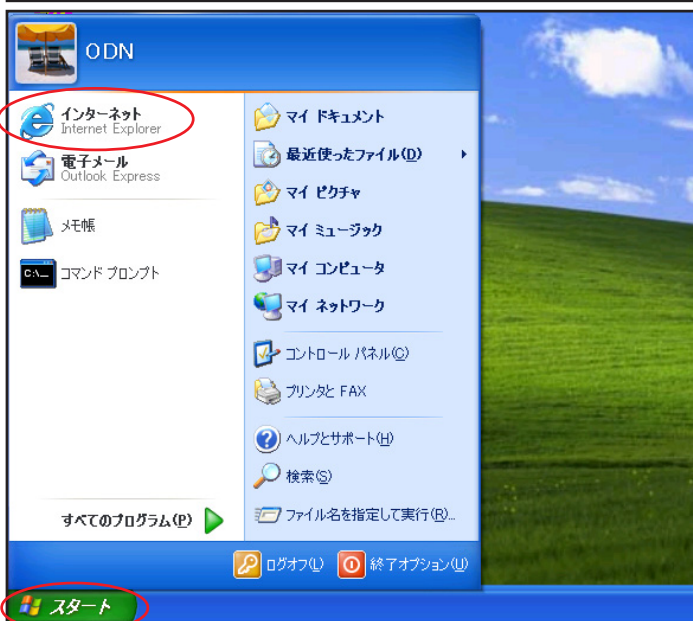 ODN
インターネット
Internet Explorer
電子メール
Outlook Express
メモ帳
C:\_
コマンド プロンプト
すべてのプログラム(P)
マイ ドキュメント
最近使ったファイル(D)
マイ ピクチャ
マイ ミュージック
マイ コンピュータ
マイ ネットワーク
コントロール パネル(C)
プリンタと FAX
ヘルプとサポート(H)
検索(S)
ファイル名を指定して実行(R)...
ログオフ(L)
終了オプション(U)
スタート